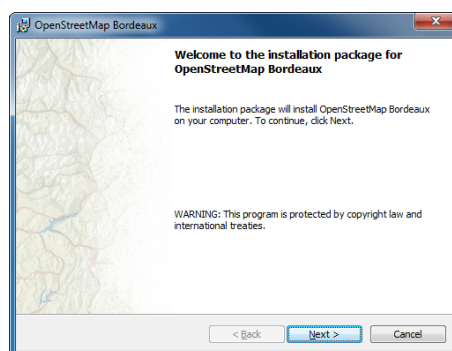 OpenStreetMap Bordeaux
Welcome to the installation package for
OpenStreetMap Bordeaux
The installation package will install OpenStreetMap Bordeaux
on your computer. To continue, click Next.
WARNING: This program is protected by copyright law and
international treaties.
< Back Next > Cancel